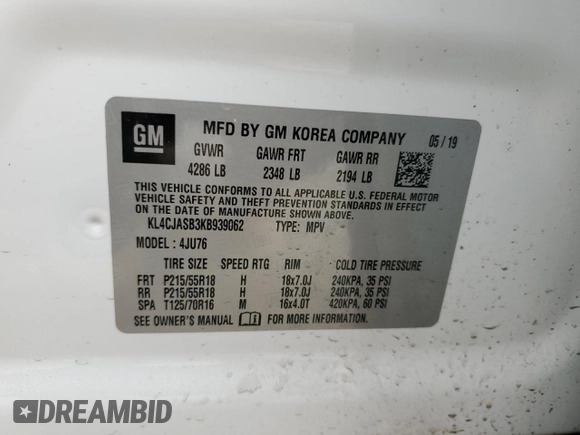 GM
MFD BY GM KOREA COMPANY 05 / 19
GVWR GAWR FRT GAWR RR
4286 LB 2348 LB 2194 LB
THIS VEHICLE CONFORMS TO ALL APPLICABLE U.S. FEDERAL MOTOR
VEHICLE SAFETY AND THEFT PREVENTION STANDARDS IN EFFECT
ON THE DATE OF MANUFACTURE SHOWN ABOVE.
KL4CJASB3KB939062 TYPE: MPV
MODEL: 4JU76
TIRE SIZE SPEED RTG RIM COLD TIRE PRESSURE
FRT P215/55R18 H 18x7.0J 240KPA, 35 PSI
RR P215/55R18 H 18x7.0J 240KPA, 35 PSI
SPA T125/70R16 M 16x4.0T 420KPA, 60 PSI
SEE OWNER'S MANUAL FOR MORE INFORMATION
DREAMBID
DREAMBID